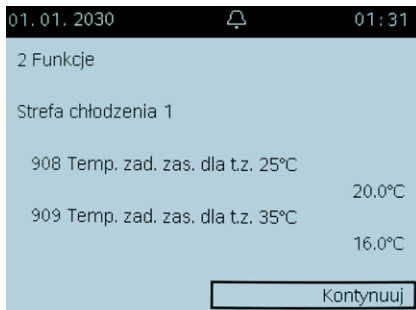 01.01.2030 01:31
2 Funkcje
Strefa chłodzenia 1
908 Temp. zad. zas. dla t.z. 25°C
20.0°C
909 Temp. zad. zas. dla t.z. 35°C
16.0°C
Kontynuuj